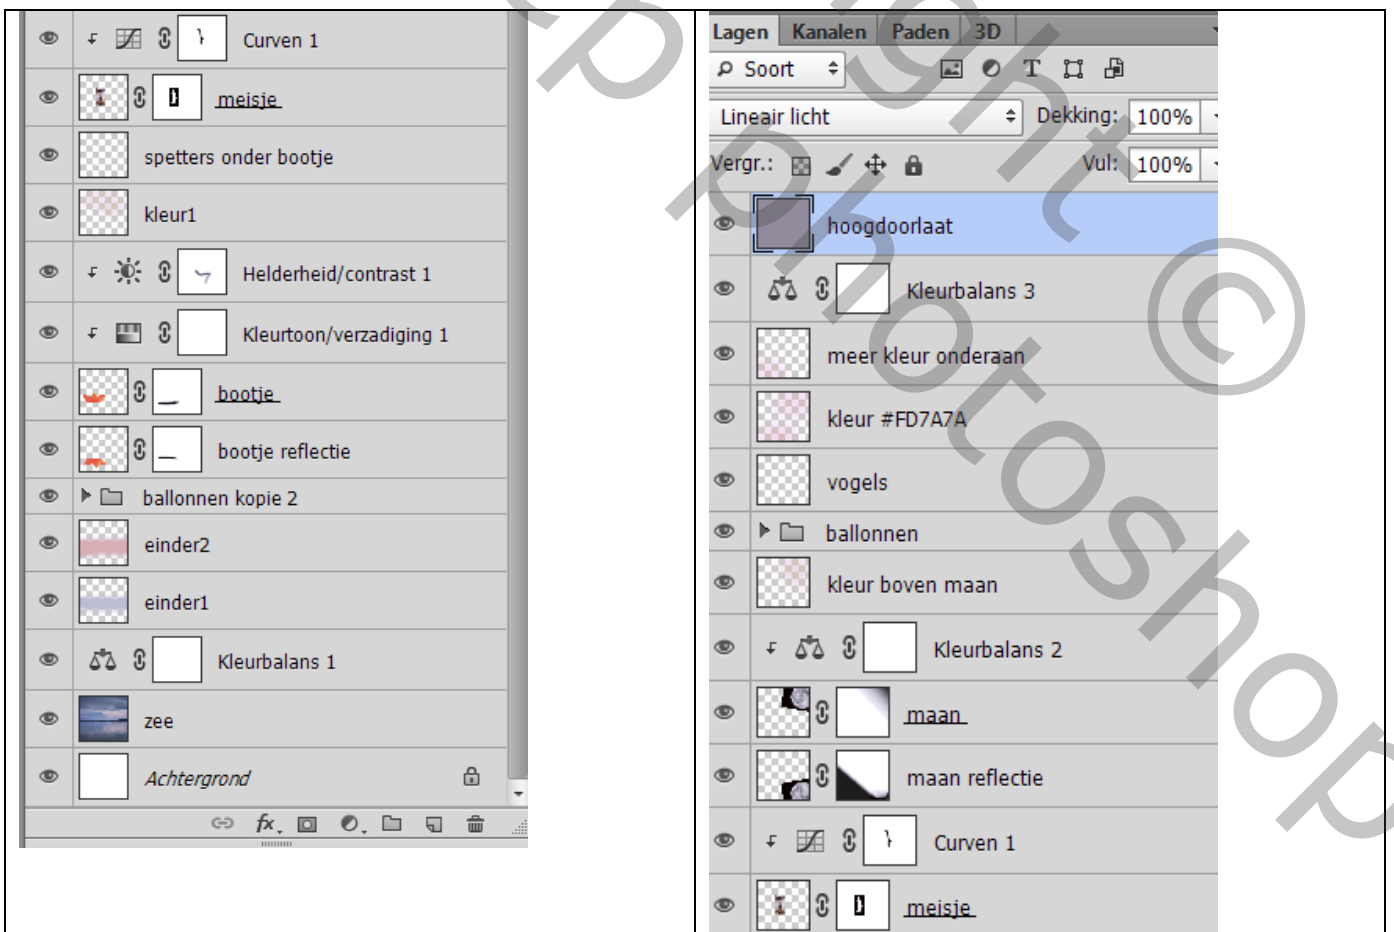 Curven 1
meisje
spetters onder bootje
kleur1
Helderheid/contrast 1
Kleurtoon/verzadiging 1
bootje
bootje reflectie
ballonnen kopie 2
einder2
einder1
Kleurbalans 1
zee
Achtergrond
fx
Lagen Kanalen Paden 3D
Soort
T
Lineair licht Dekking: 100%
Vergr.: Vul: 100%
hoogdoorlaat
Kleurbalans 3
meer kleur onderaan
kleur #FD7A7A
vogels
ballonnen
kleur boven maan
Kleurbalans 2
maan
maan reflectie
Curven 1
meisje
©
photoshop